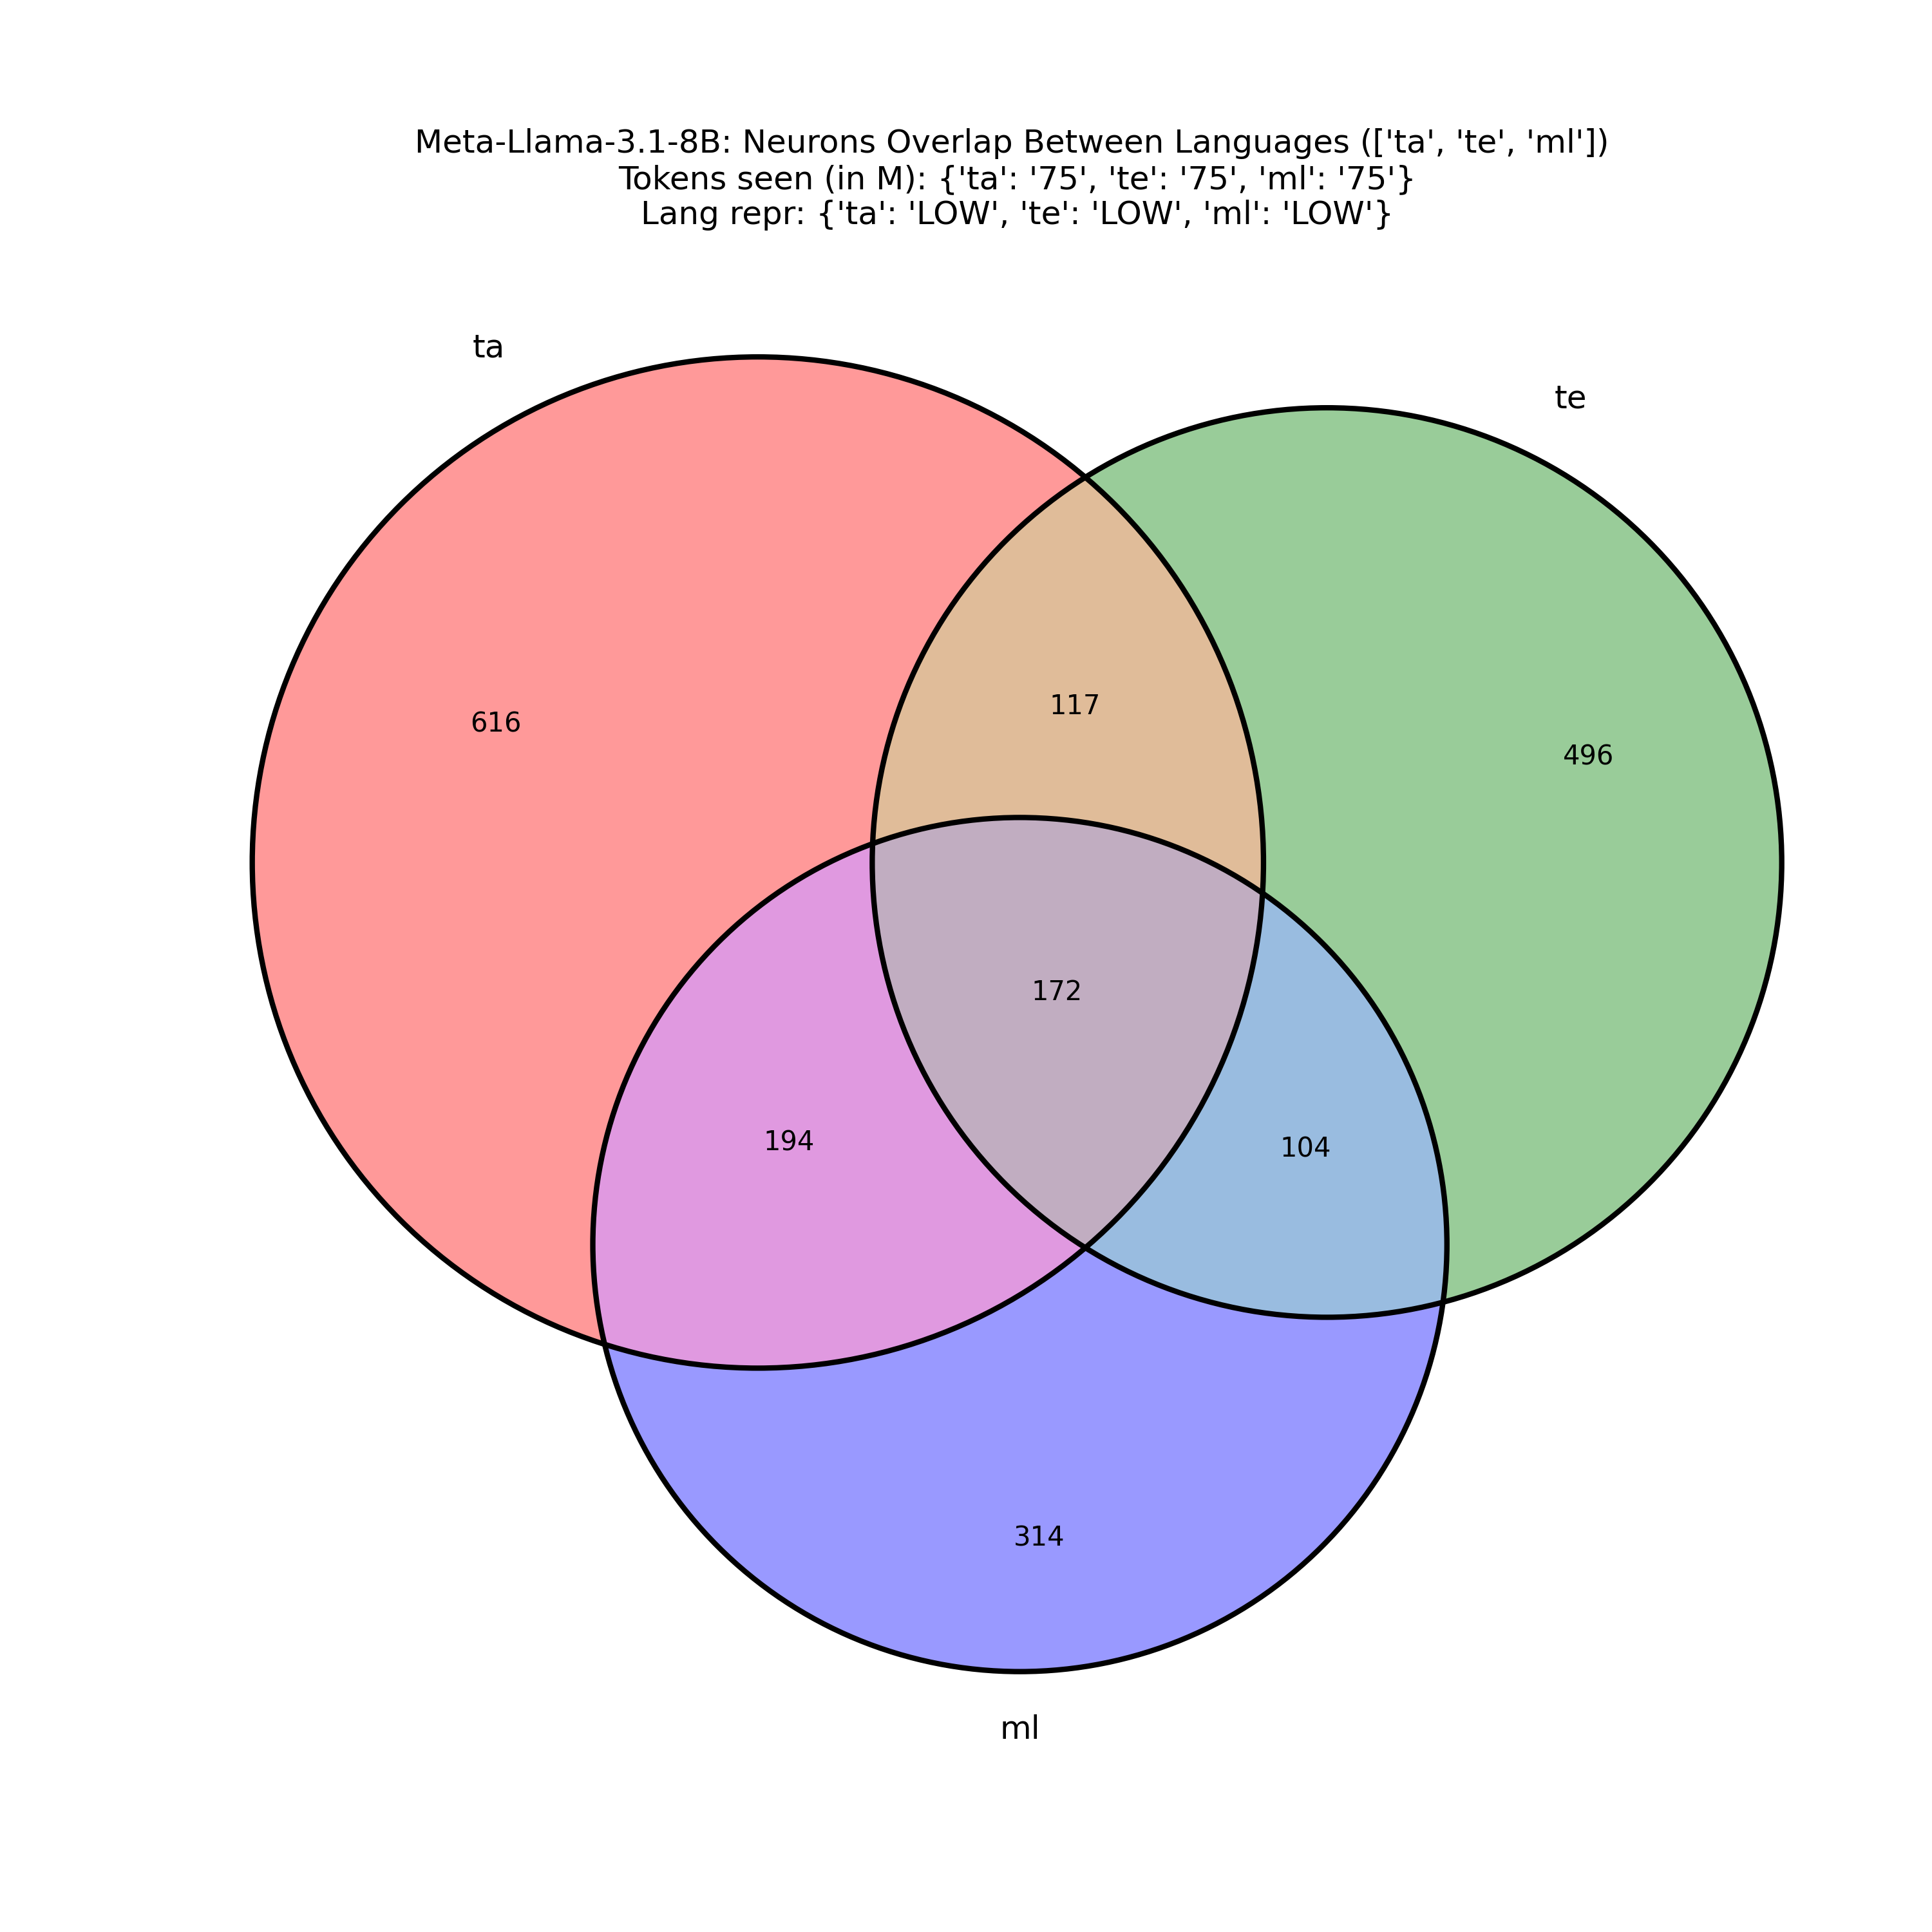 Meta-Llama-3.1-8B: Neurons Overlap Between Languages (['ta', 'te', 'ml'])
Tokens seen (in M): {'ta': '75', 'te': '75', 'ml': '75'}
Lang repr: {'ta': 'LOW', 'te': 'LOW', 'ml': 'LOW'}
ta
te
117
616
496
172
194
104
314
ml